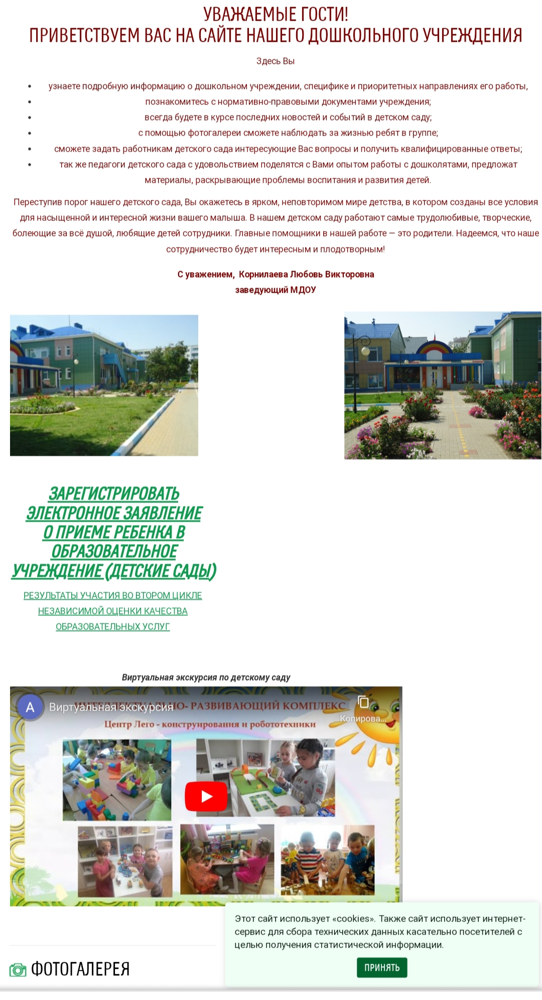 УВАЖАЕМЫЕ ГОСТИ!
ПРИВЕТСТВУЕМ ВАС НА САЙТЕ НАШЕГО ДОШКОЛЬНОГО УЧРЕЖДЕНИЯ
Здесь Вы
• узнаете подробную информацию о дошкольном учреждении, специфике и приоритетных направлениях его работы,
• познакомитесь с нормативно-правовыми документами учреждения;
• всегда будете в курсе последних новостей и событий в детском саду;
• с помощью фотогалереи сможете наблюдать за жизнью ребят в группе;
• сможете задать работникам детского сада интересующие Вас вопросы и получить квалифицированные ответы;
• так же педагоги детского сада с удовольствием поделятся с Вами опытом работы с дошколятами, предложат
материалы, раскрывающие проблемы воспитания и развития детей.
Переступив порог нашего детского сада, Вы окажетесь в ярком, неповторимом мире детства, в котором созданы все условия
для насыщенной и интересной жизни вашего малыша. В нашем детском саду работают самые трудолюбивые, творческие,
болеющие за всё душой, любящие детей сотрудники. Главные помощники в нашей работе — это родители. Надеемся, что наше
сотрудничество будет интересным и плодотворным!
С уважением,  Корнилаева Любовь Викторовна
заведующий МДОУ
ЗАРЕГИСТРИРОВАТЬ
ЭЛЕКТРОННОЕ ЗАЯВЛЕНИЕ
О ПРИЕМЕ РЕБЕНКА В
ОБРАЗОВАТЕЛЬНОЕ
УЧРЕЖДЕНИЕ (ДЕТСКИЕ САДЫ)
РЕЗУЛЬТАТЫ УЧАСТИЯ ВО ВТОРОМ ЦИКЛЕ
НЕЗАВИСИМОЙ ОЦЕНКИ КАЧЕСТВА
ОБРАЗОВАТЕЛЬНЫХ УСЛУГ
Виртуальная экскурсия по детскому саду
А Виртуальная экскурсия
ИНТЕЛЛЕКТУАЛЬНО- РАЗВИВАЮЩИЙ КОМПЛЕКС
Копирова...
Центр Лего - конструирования и робототехники
Этот сайт использует «cookies». Также сайт использует интернет-
сервис для сбора технических данных касательно посетителей с
целью получения статистической информации.
ПРИНЯТЬ
ФОТОГАЛЕРЕЯ